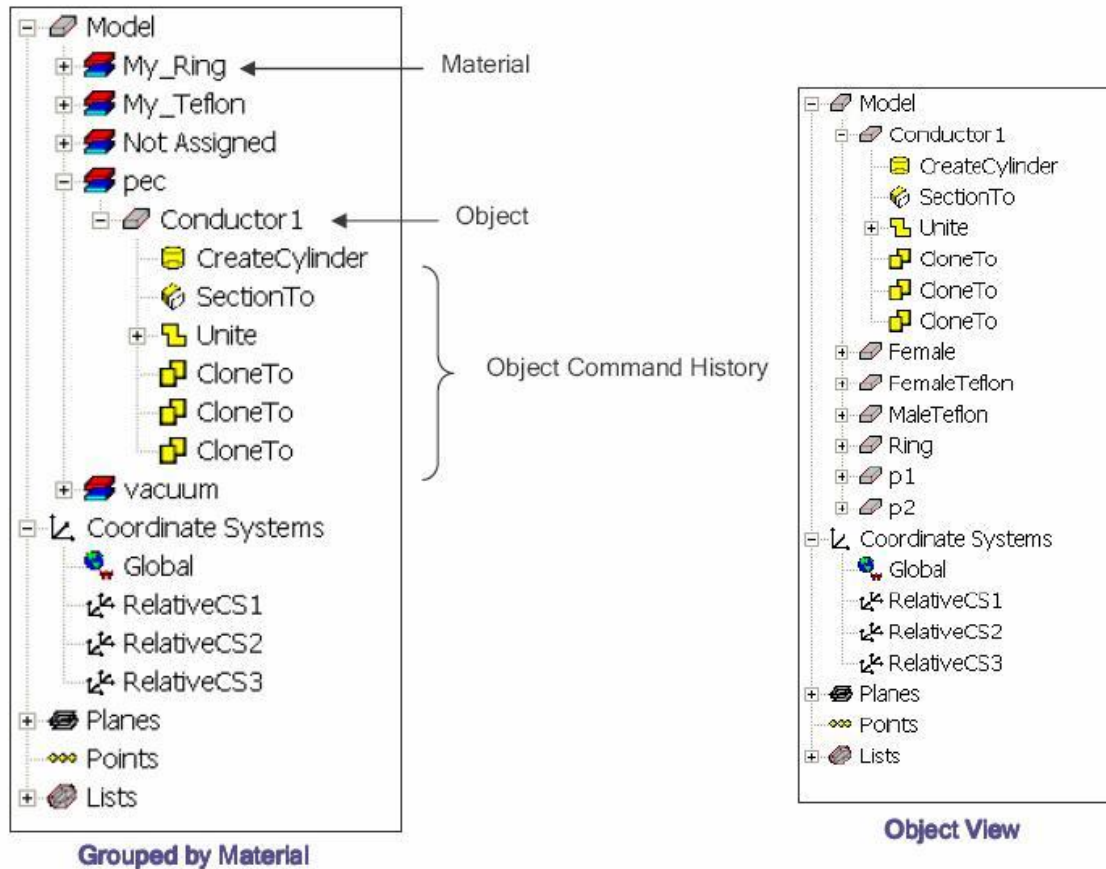 Model
My_Ring
My_Teflon
Not Assigned
pec
Conductor1
CreateCylinder
SectionTo
Unite
CloneTo
CloneTo
CloneTo
vacuum
Coordinate Systems
Global
RelativeCS1
RelativeCS2
RelativeCS3
Planes
Points
Lists
Grouped by Material
Material
Object
Object Command History
Model
Conductor1
CreateCylinder
SectionTo
Unite
CloneTo
CloneTo
CloneTo
Female
FemaleTeflon
MaleTeflon
Ring
p1
p2
Coordinate Systems
Global
RelativeCS1
RelativeCS2
RelativeCS3
Planes
Points
Lists
Object View